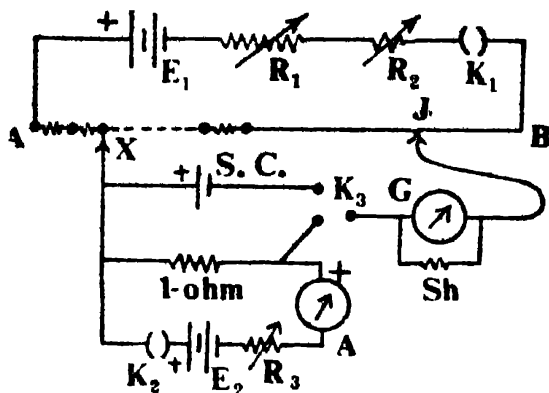 + E₁ R₁ R₂ K₁
A X J B
+ S. C. K₃ G
1-ohm + Sh
K₂ + E₂ R₃ A